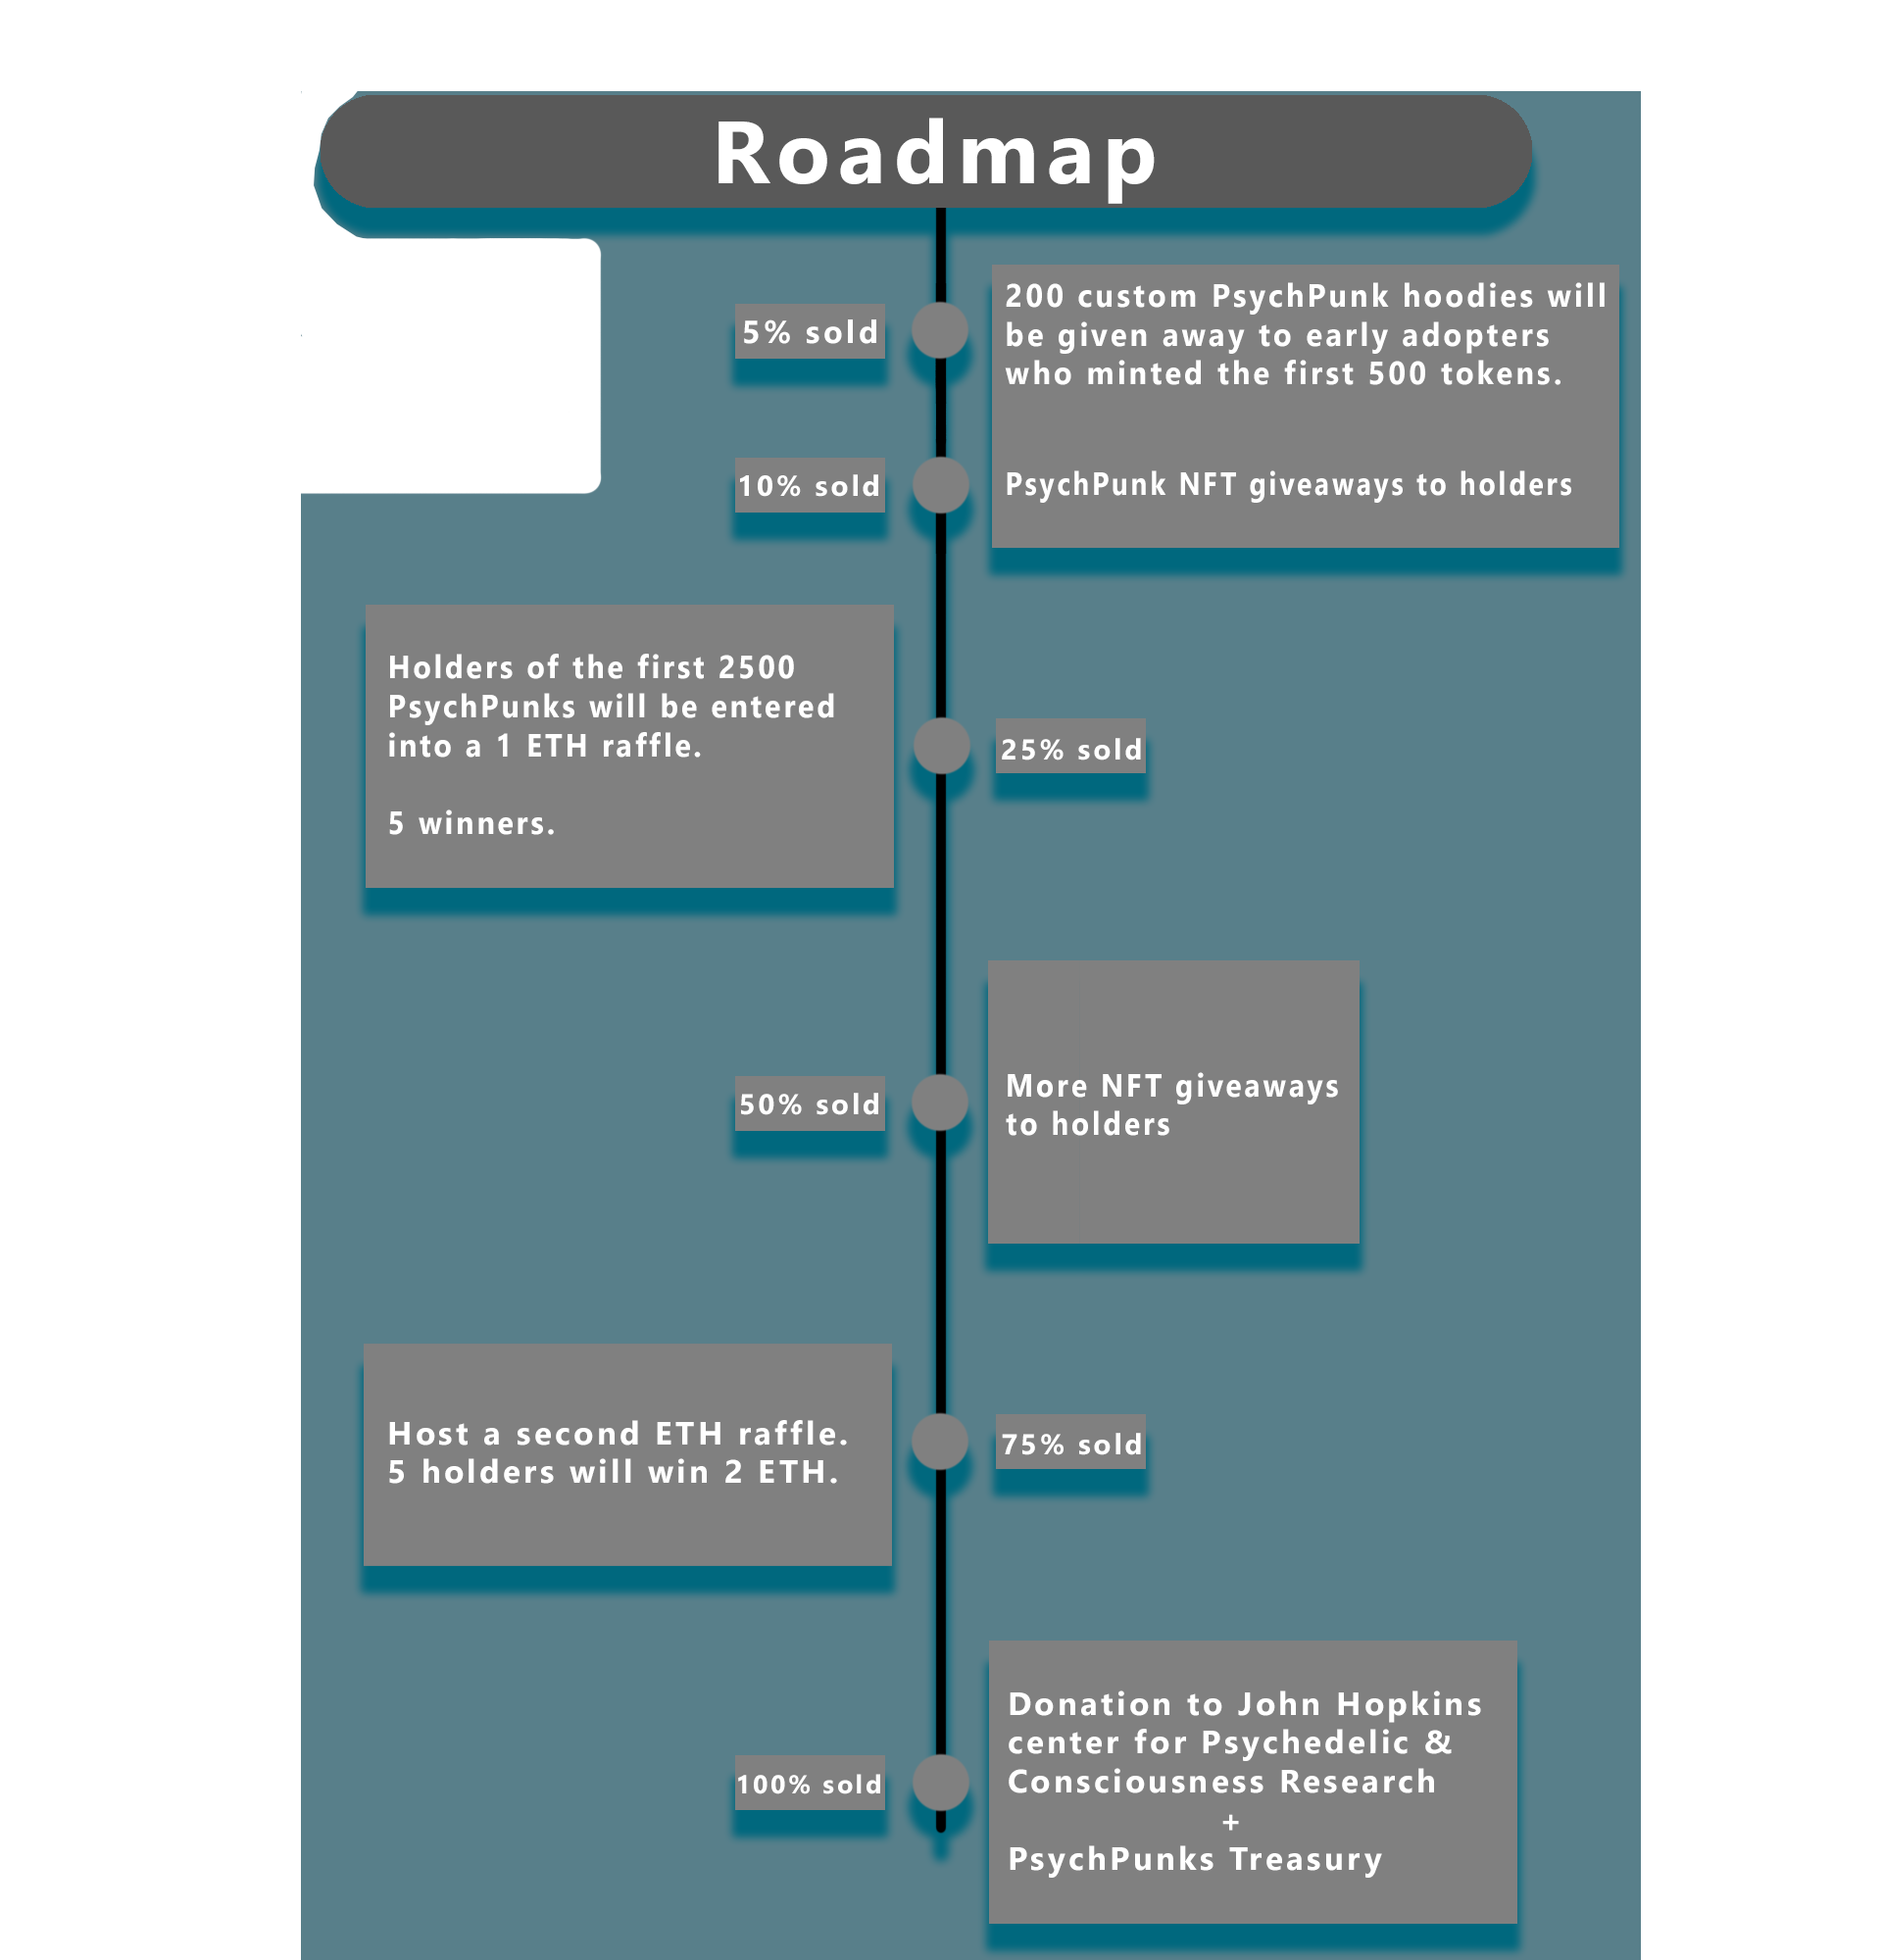 Roadmap
5% sold
200 custom PsychPunk hoodies will
be given away to early adopters
who minted the first 500 tokens.
10% sold
PsychPunk NFT giveaways to holders
Holders of the first 2500
PsychPunks will be entered
into a 1 ETH raffle.
5 winners.
25% sold
50% sold
More NFT giveaways
to holders
Host a second ETH raffle.
5 holders will win 2 ETH.
75% sold
100% sold
Donation to John Hopkins
center for Psychedelic &
Consciousness Research
+
PsychPunks Treasury